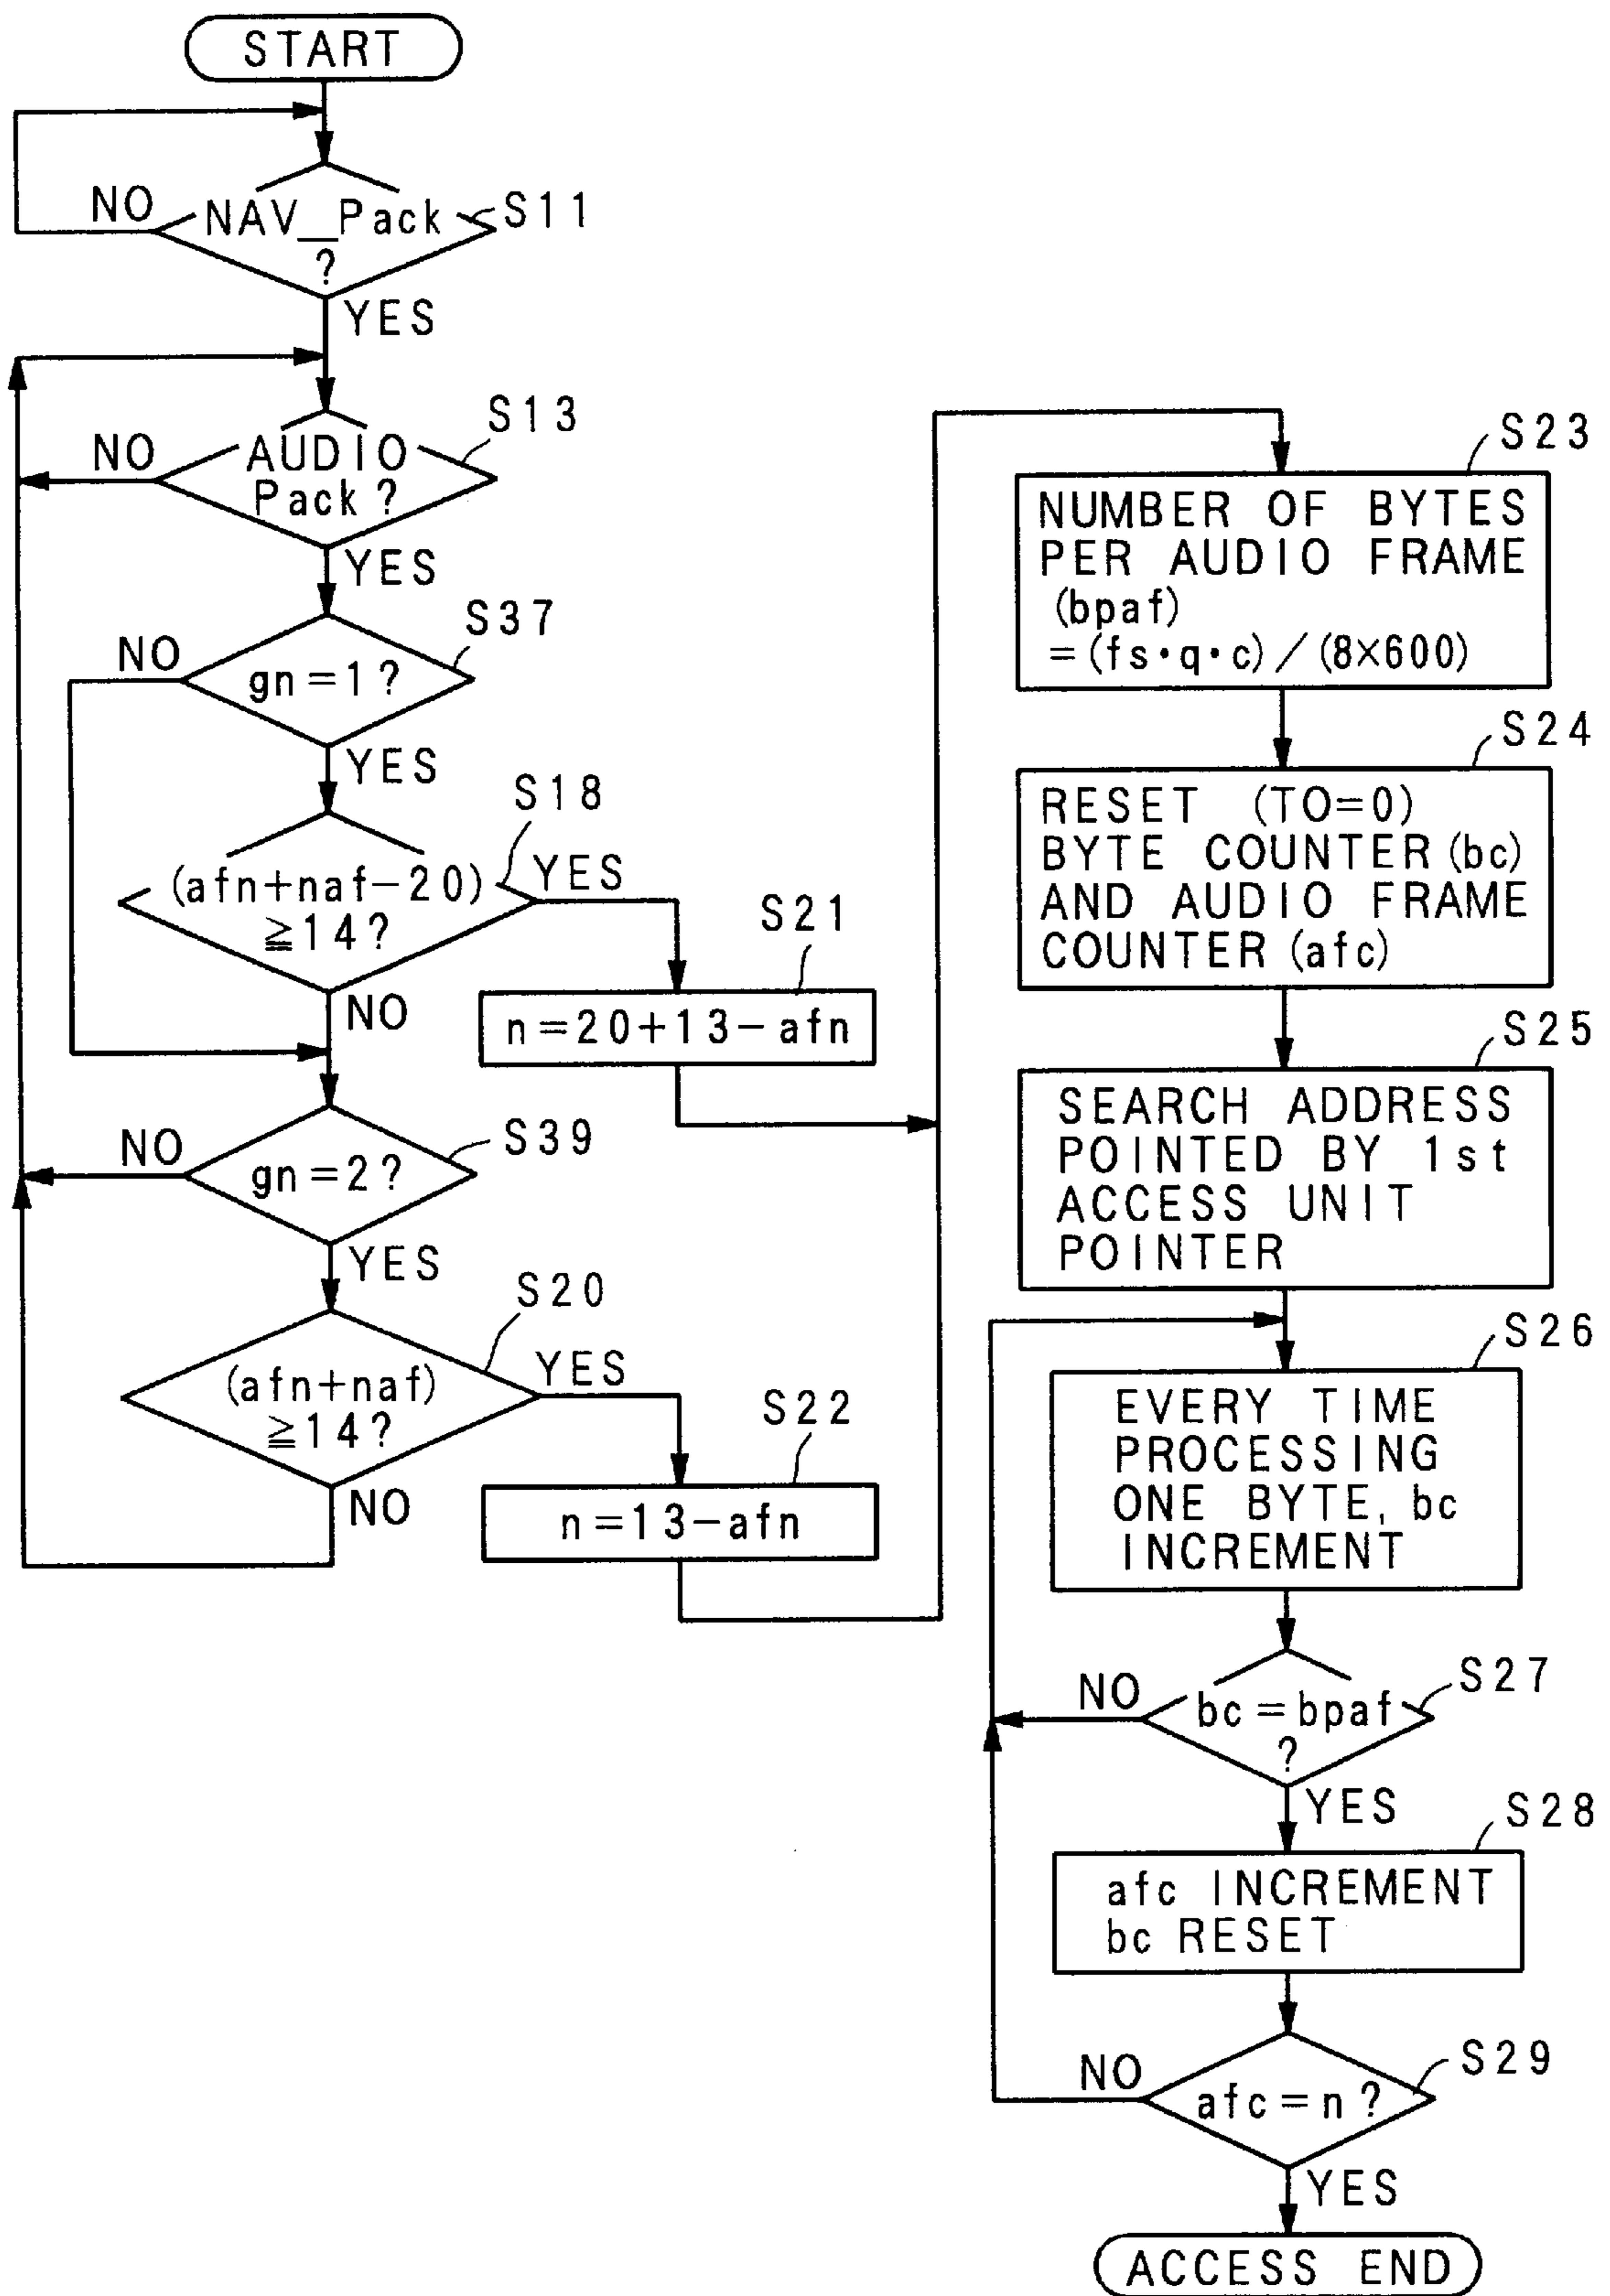 START
NO
NAV_Pack
?
S11
YES
NO
AUDIO
Pack?
S13
YES
NO
gn=1?
S37
YES
(afn+naf-20)
≧14?
S18
YES
NO
S21
n=20+13-afn
NO
gn=2?
S39
YES
(afn+naf)
≧14?
S20
YES
NO
S22
n=13-afn
S23
NUMBER OF BYTES
PER AUDIO FRAME
(bpaf)
=(fs·q·c)/(8×600)
S24
RESET (TO=0)
BYTE COUNTER(bc)
AND AUDIO FRAME
COUNTER(afc)
S25
SEARCH ADDRESS
POINTED BY 1st
ACCESS UNIT
POINTER
S26
EVERY TIME
PROCESSING
ONE BYTE, bc
INCREMENT
NO
bc=bpaf
?
S27
YES
S28
afc INCREMENT
bc RESET
NO
afc=n?
S29
YES
ACCESS END